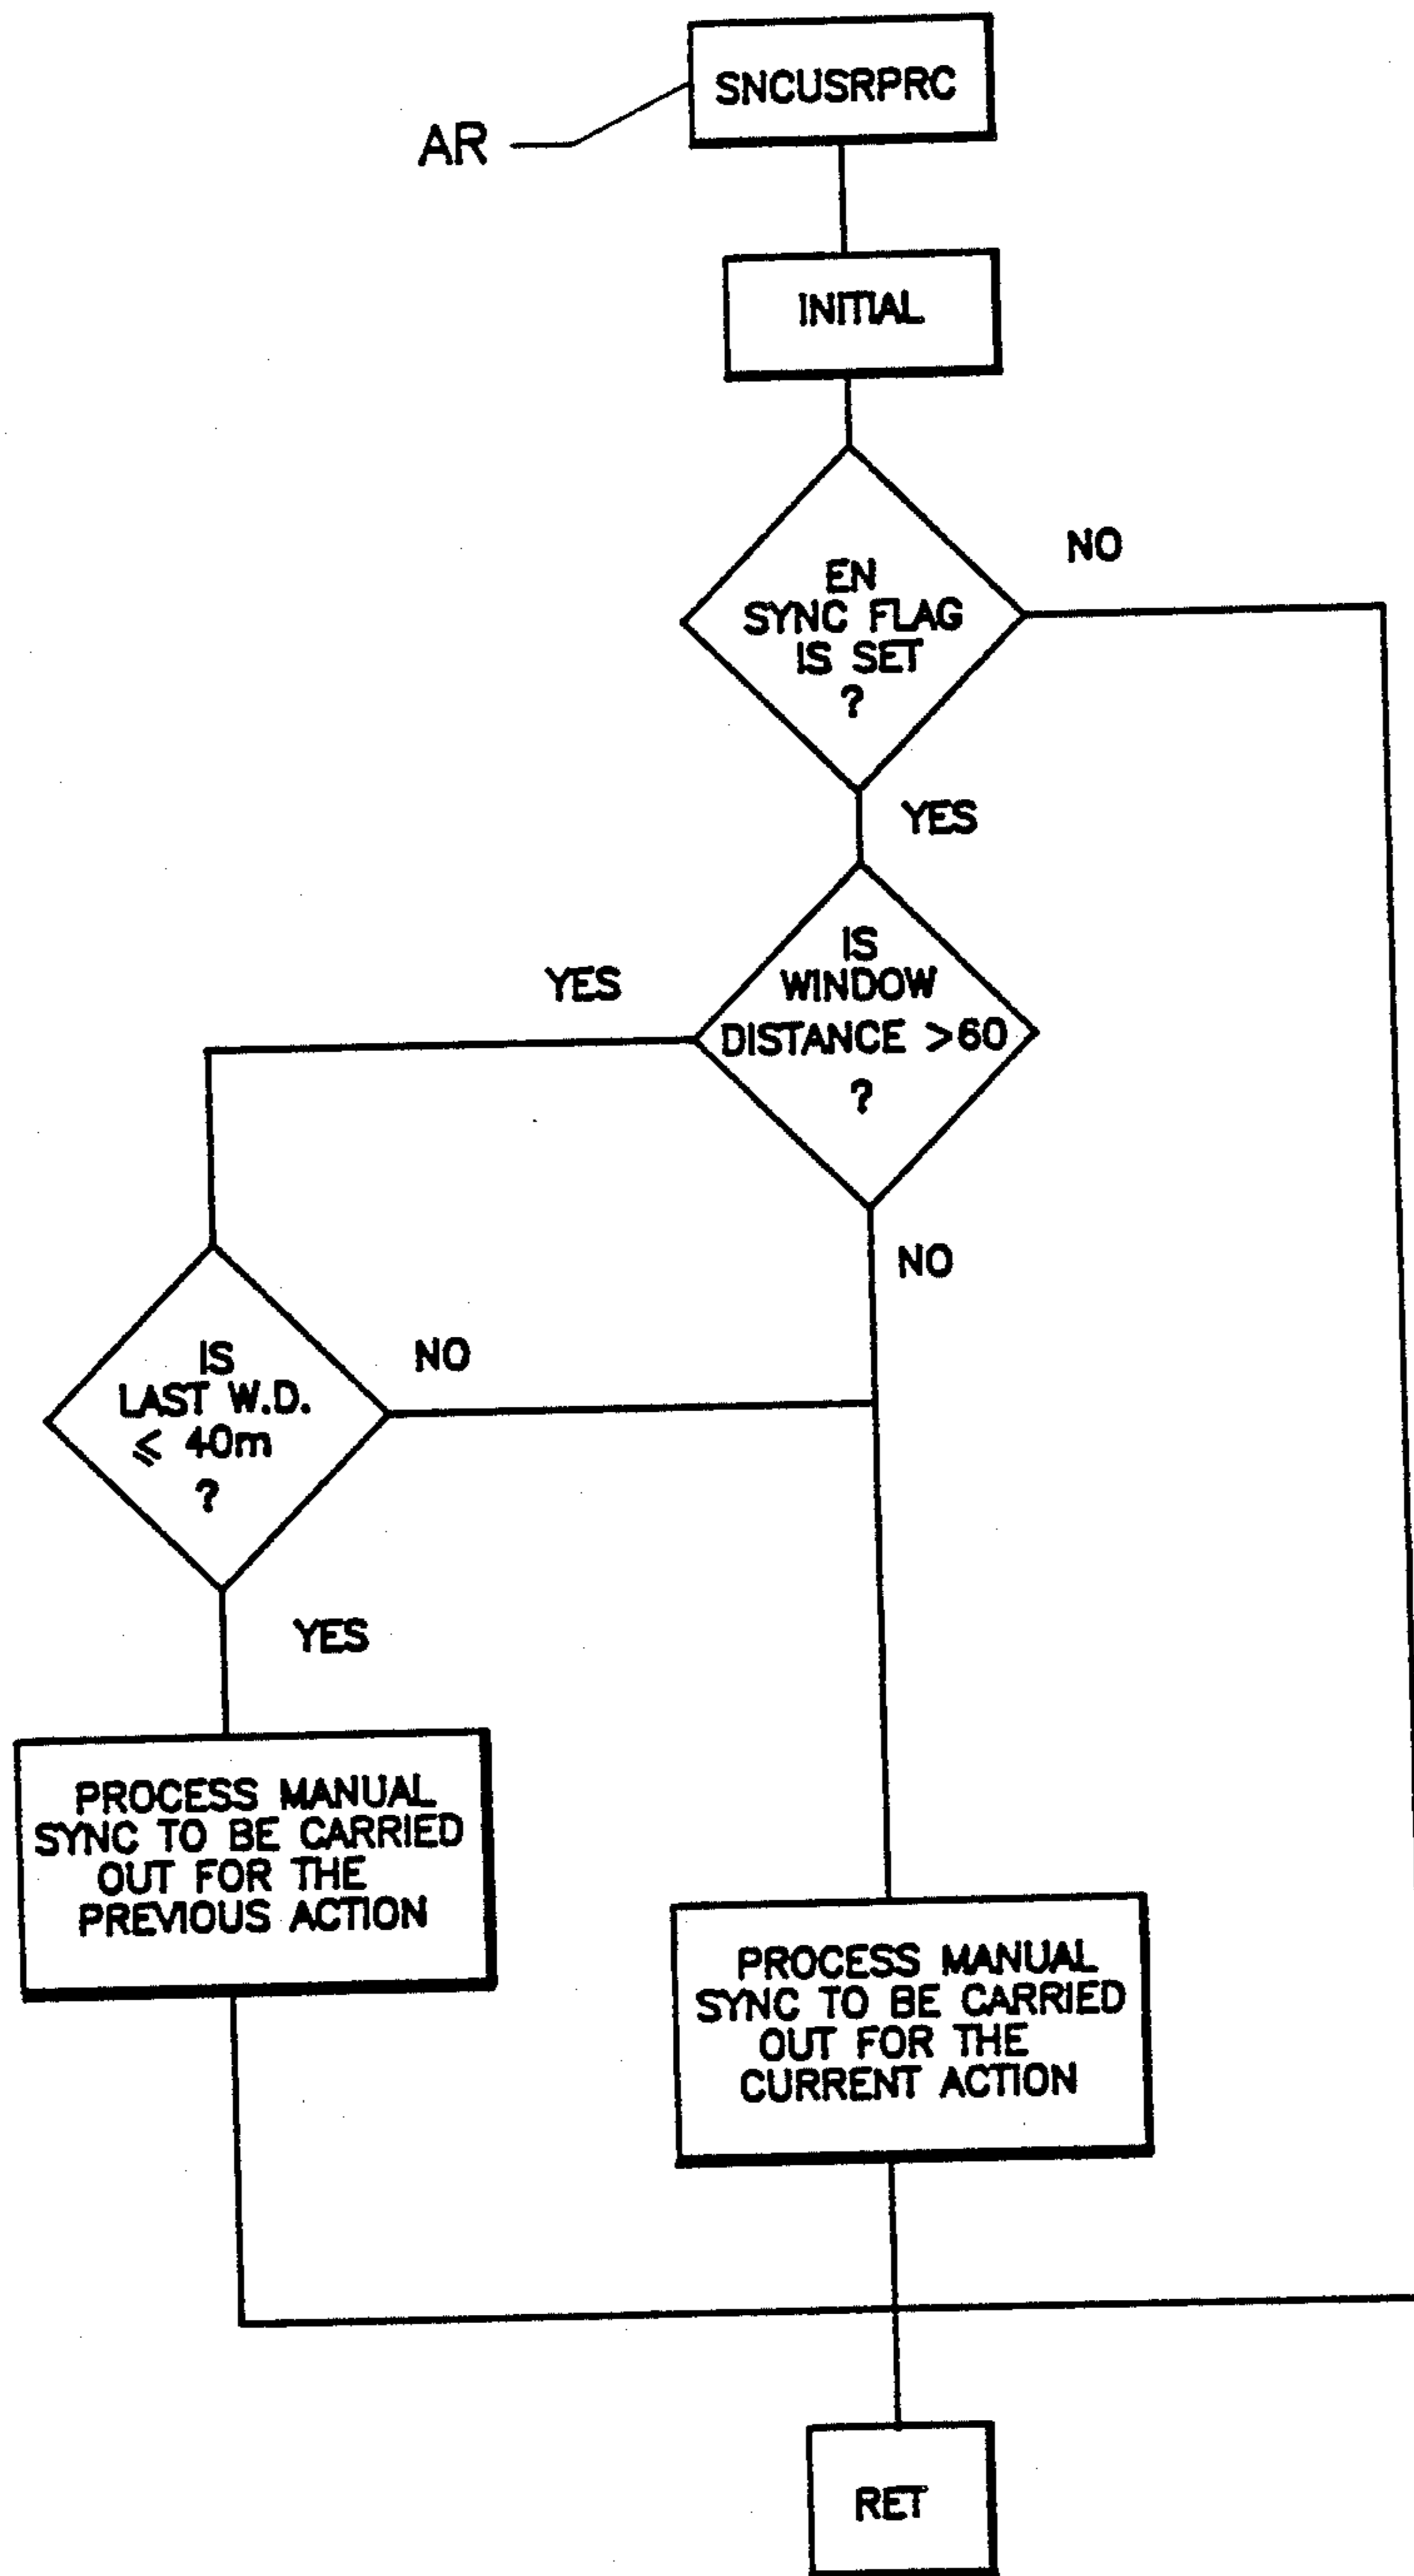 SNCUSRPRC
AR
INITIAL
EN
SYNC FLAG
IS SET
?
NO
YES
IS
WINDOW
DISTANCE >60
?
YES
NO
IS
LAST W.D.
≤ 40m
?
NO
YES
PROCESS MANUAL
SYNC TO BE CARRIED
OUT FOR THE
PREVIOUS ACTION
PROCESS MANUAL
SYNC TO BE CARRIED
OUT FOR THE
CURRENT ACTION
RET